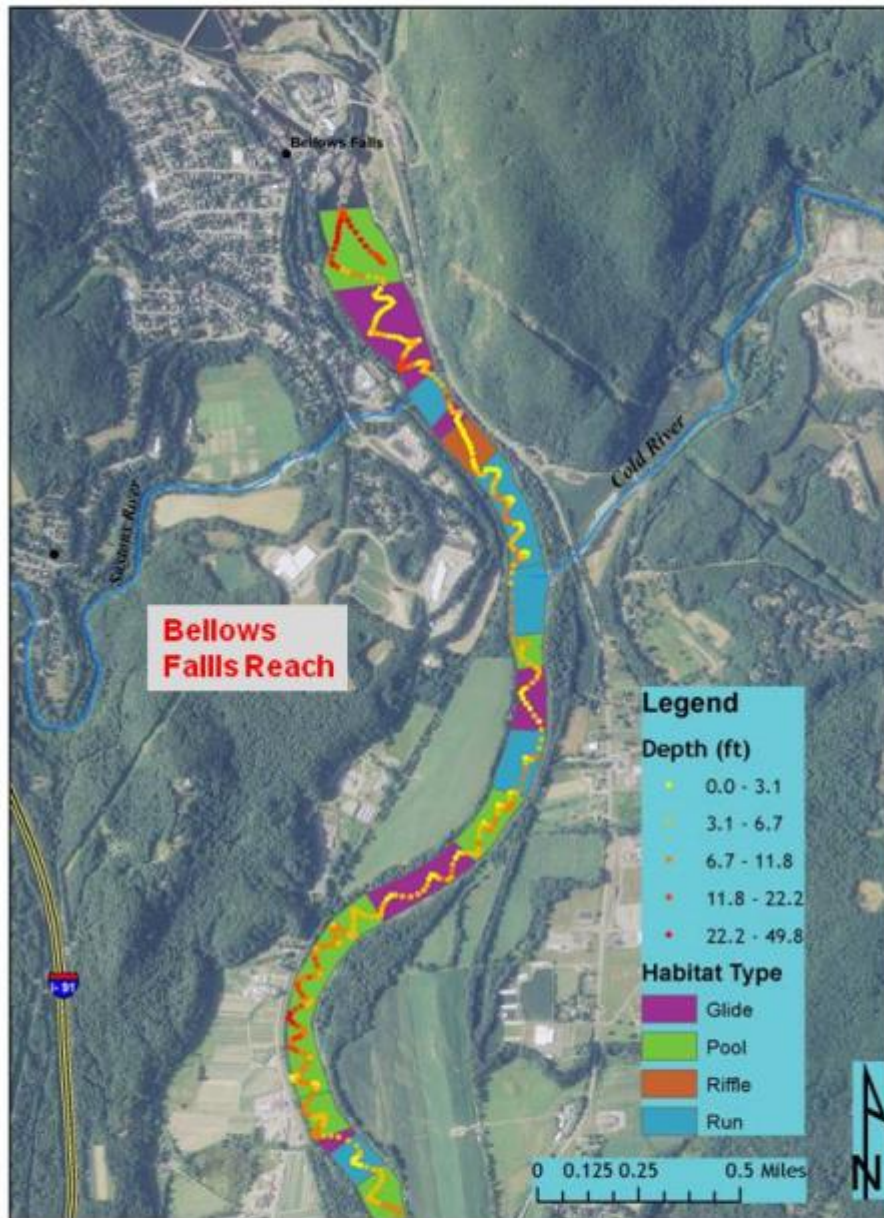 Bellows Falls
Cold River
Saxtons River
Bellows
Fallls Reach
I-91
Legend
Depth (ft)
0.0 - 3.1
3.1 - 6.7
6.7 - 11.8
11.8 - 22.2
22.2 - 49.8
Habitat Type
Glide
Pool
Riffle
Run
0 0.125 0.25 0.5 Miles
N